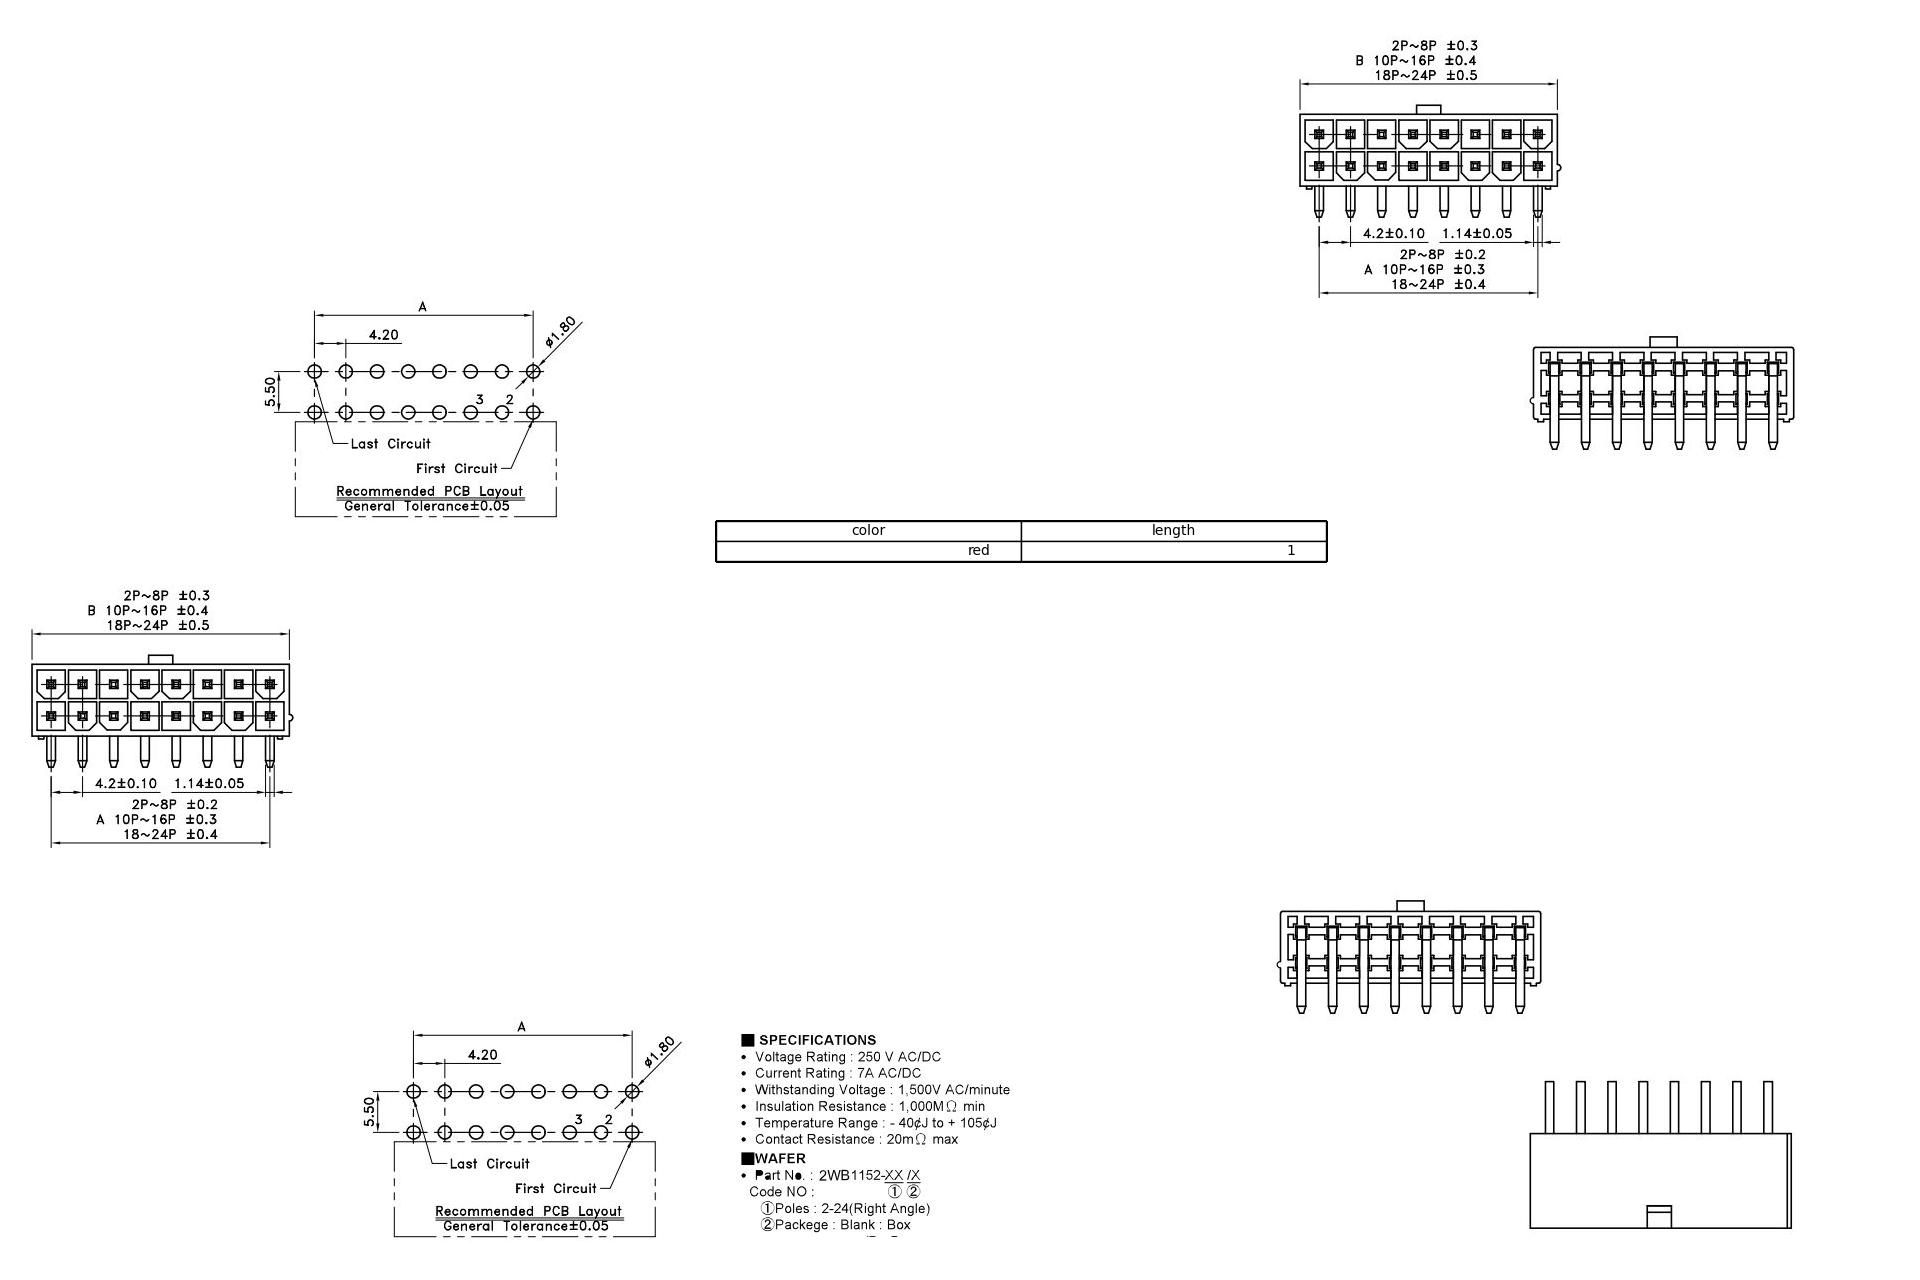 2P~8P ±0.3
B 10P~16P ±0.4
18P~24P ±0.5
4.2±0.10 1.14±0.05
2P~8P ±0.2
A 10P~16P ±0.3
18~24P ±0.4
A
4.20
ø1.80
5.50
3 2
Last Circuit
First Circuit
Recommended PCB Layout
General Tolerance±0.05
color length
red 1
2P~8P ±0.3
B 10P~16P ±0.4
18P~24P ±0.5
4.2±0.10 1.14±0.05
2P~8P ±0.2
A 10P~16P ±0.3
18~24P ±0.4
A
4.20
ø1.80
5.50
3 2
Last Circuit
First Circuit
Recommended PCB Layout
General Tolerance±0.05
■ SPECIFICATIONS
• Voltage Rating : 250 V AC/DC
• Current Rating : 7A AC/DC
• Withstanding Voltage : 1,500V AC/minute
• Insulation Resistance : 1,000MΩ min
• Temperature Range : - 40¢J to + 105¢J
• Contact Resistance : 20mΩ max
■WAFER
• Part No. : 2WB1152-XX /X
Code NO : ① ②
①Poles : 2-24(Right Angle)
②Packege : Blank : Box